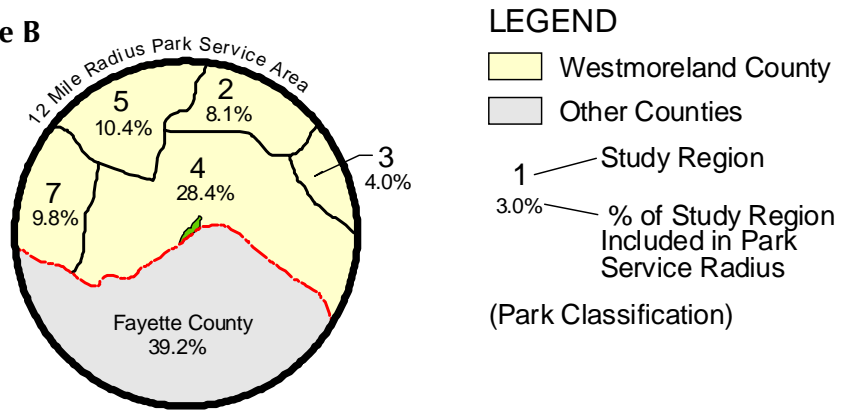 e B
12 Mile Radius Park Service Area
5
10.4%
2
8.1%
3
4.0%
4
28.4%
7
9.8%
Fayette County
39.2%
LEGEND
Westmoreland County
Other Counties
1
3.0%
Study Region
% of Study Region
Included in Park
Service Radius
(Park Classification)